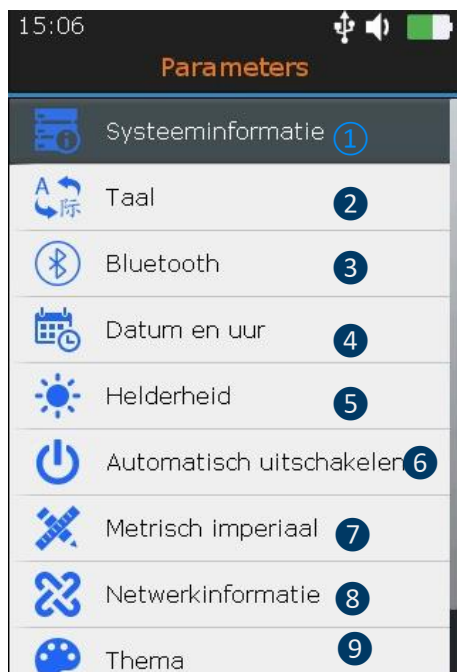 15:06
Parameters
Systeeminformatie 1
A 际 Taal 2
Bluetooth 3
Datum en uur 4
Helderheid 5
Automatisch uitschakelen 6
Metrisch imperiaal 7
Netwerkinformatie 8
Thema 9